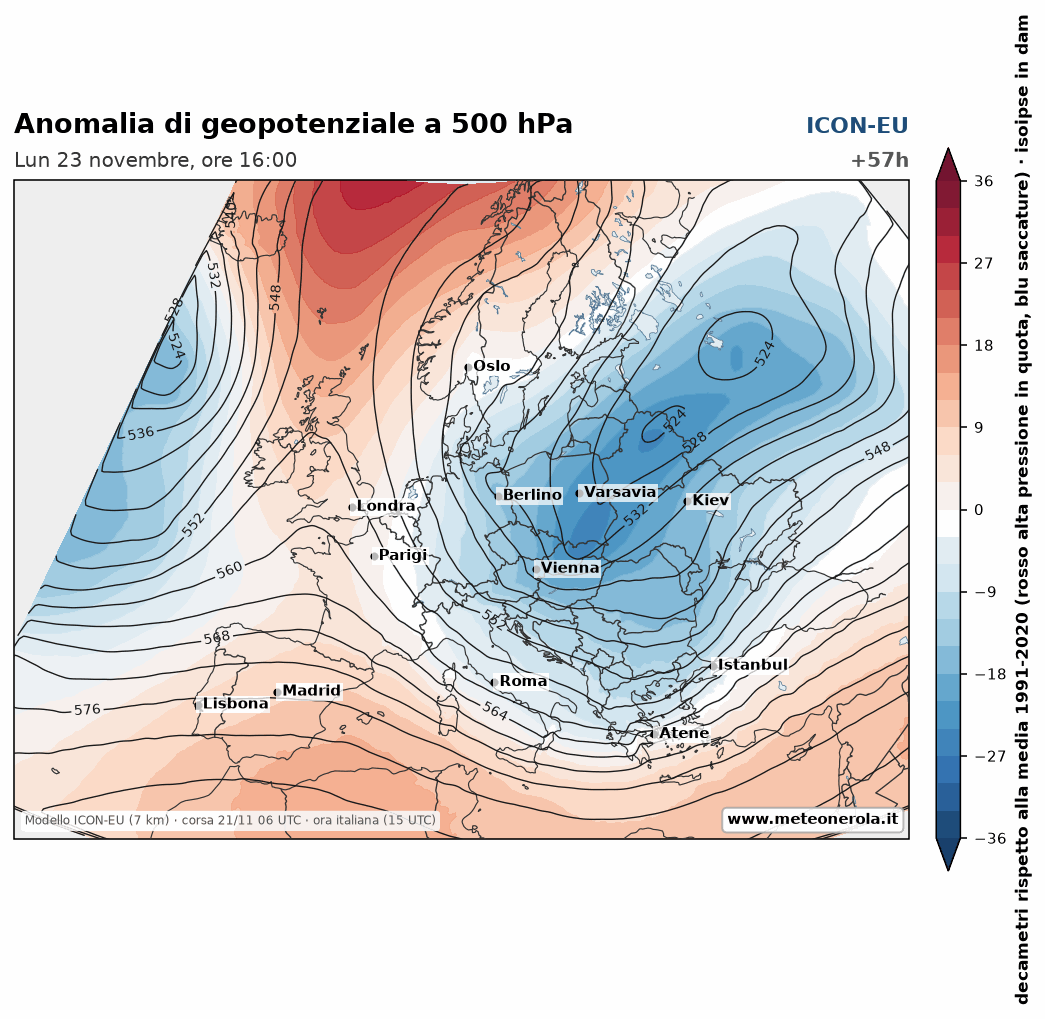 Anomalia di geopotenziale a 500 hPa
ICON-EU
Lun 23 novembre, ore 16:00
+57h
540
532
548
528
524
536
552
560
568
576
564
552
524
524
528
532
548
Oslo
Londra
Parigi
Berlino
Varsavia
Kiev
Vienna
Roma
Istanbul
Atene
Madrid
Lisbona
Modello ICON-EU (7 km) · corsa 21/11 06 UTC · ora italiana (15 UTC)
www.meteonerola.it
36
27
18
9
0
−9
−18
−27
−36
decametri rispetto alla media 1991-2020 (rosso alta pressione in quota, blu saccature) · isoipse in dam